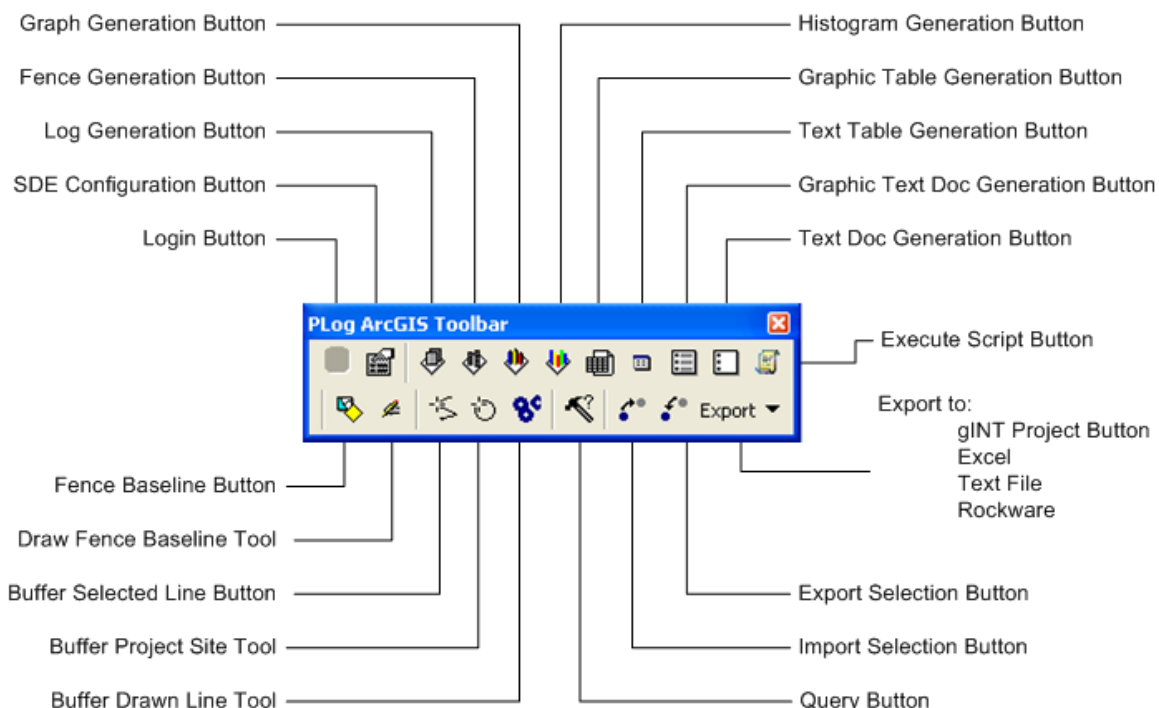 Graph Generation Button
Fence Generation Button
Log Generation Button
SDE Configuration Button
Login Button
Histogram Generation Button
Graphic Table Generation Button
Text Table Generation Button
Graphic Text Doc Generation Button
Text Doc Generation Button
PLog ArcGIS Toolbar
Export
Execute Script Button
Export to:
gINT Project Button
Excel
Text File
Rockware
Fence Baseline Button
Draw Fence Baseline Tool
Buffer Selected Line Button
Buffer Project Site Tool
Buffer Drawn Line Tool
Export Selection Button
Import Selection Button
Query Button